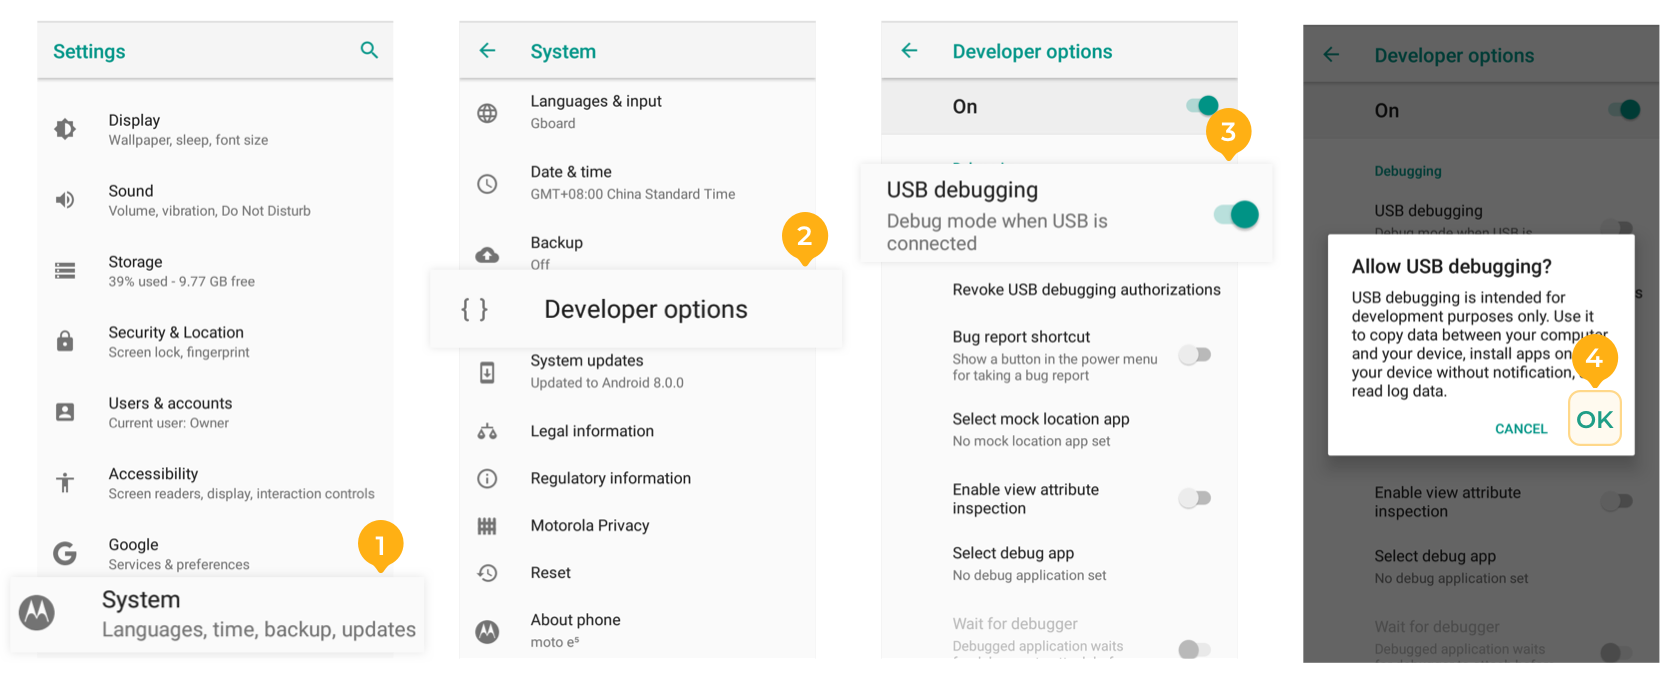 Settings
Display
Wallpaper, sleep, font size
Sound
Volume, vibration, Do Not Disturb
Storage
39% used - 9.77 GB free
Security & Location
Screen lock, fingerprint
Users & accounts
Current user: Owner
Accessibility
Screen readers, display, interaction controls
Google
Services & preferences
1
System
Languages, time, backup, updates
System
Languages & input
Gboard
Date & time
GMT+08:00 China Standard Time
Backup
Off
2
{ } Developer options
System updates
Updated to Android 8.0.0
Legal information
Regulatory information
Motorola Privacy
Reset
About phone
moto e⁵
Developer options
On
3
USB debugging
Debug mode when USB is
connected
Revoke USB debugging authorizations
Bug report shortcut
Show a button in the power menu
for taking a bug report
Select mock location app
No mock location app set
Enable view attribute
inspection
Select debug app
No debug application set
Wait for debugger
Debugged application waits
Developer options
On
Debugging
USB debugging
Debug mode when USB is
Allow USB debugging?
USB debugging is intended for
development purposes only. Use it
to copy data between your computer
and your device, install apps on
your device without notification,
read log data.
4
CANCEL
OK
Enable view attribute
inspection
Select debug app
No debug application set
Wait for debugger
Debugged application waits